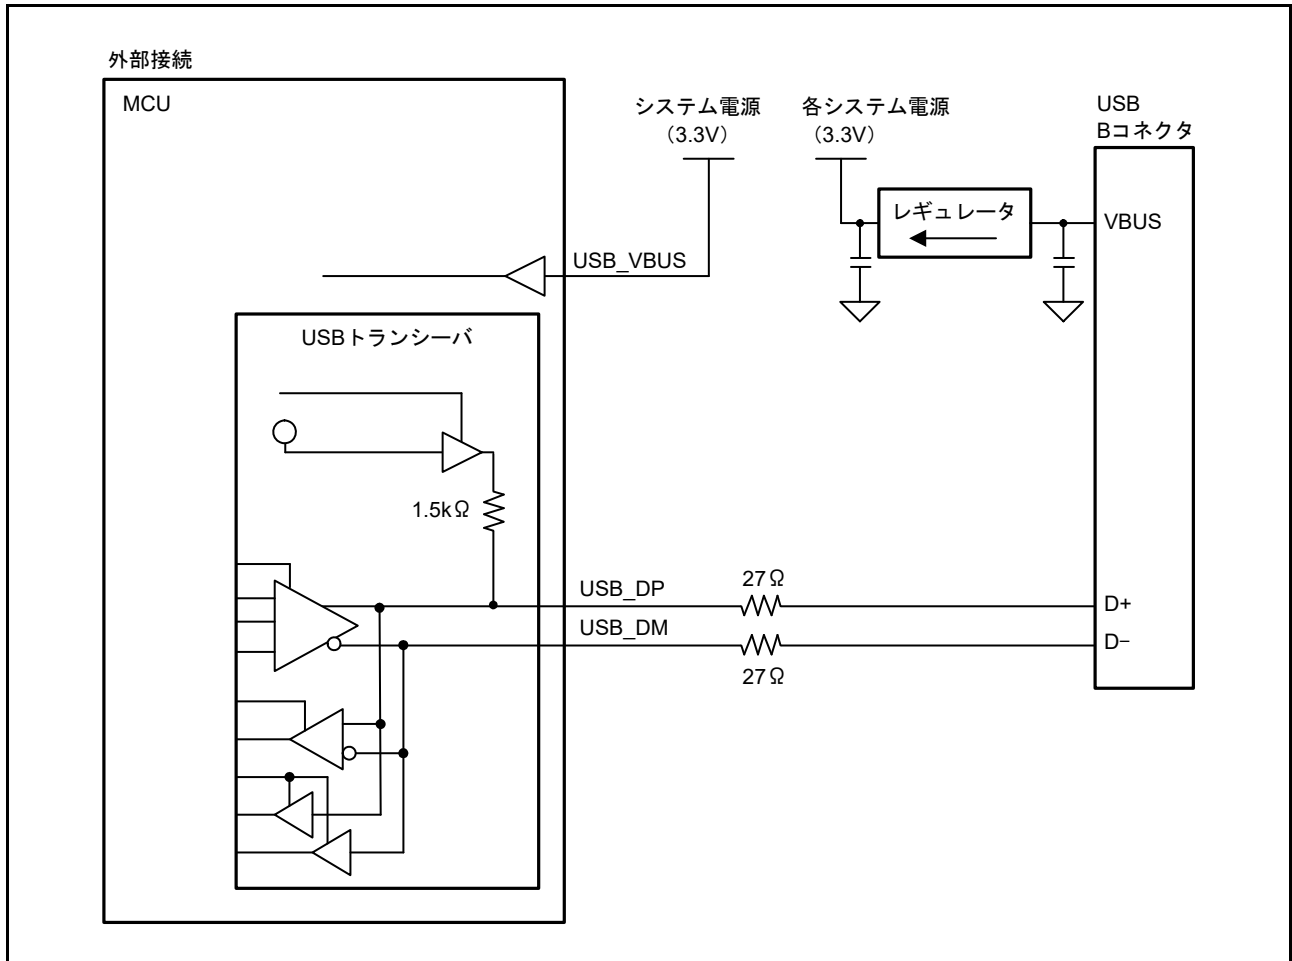 外部接続
MCU
システム電源
（3.3V）
各システム電源
（3.3V）
USB
Bコネクタ
レギュレータ
VBUS
USB_VBUS
USBトランシーバ
1.5kΩ
USB_DP
27Ω
D+
USB_DM
27Ω
D−